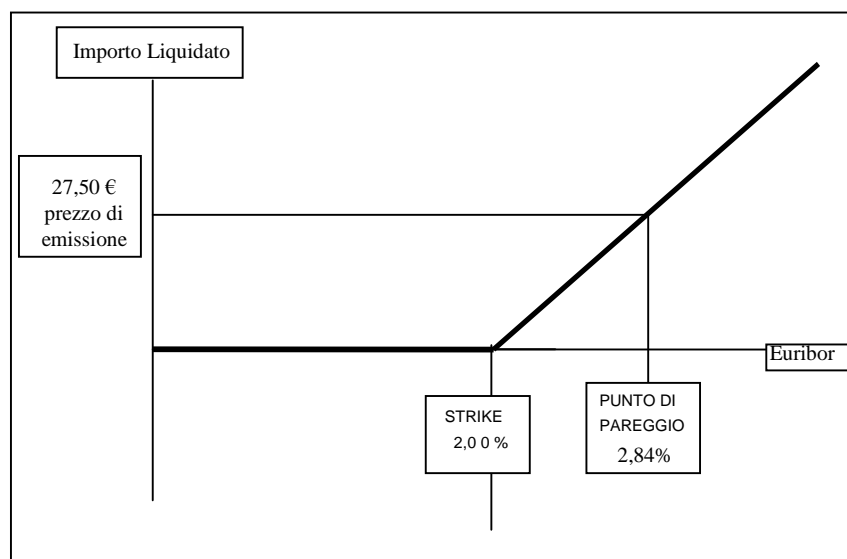 Importo Liquidato
27,50 €
prezzo di
emissione
Euribor
STRIKE
2,0 0 %
PUNTO DI
PAREGGIO
2,84%